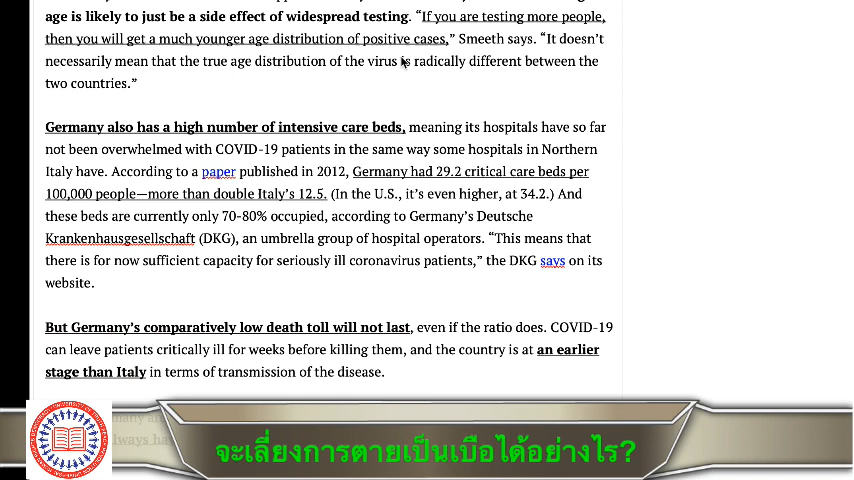 age is likely to just be a side effect of widespread testing. “If you are testing more people,
then you will get a much younger age distribution of positive cases,” Smeeth says. “It doesn’t
necessarily mean that the true age distribution of the virus is radically different between the
two countries.”
Germany also has a high number of intensive care beds, meaning its hospitals have so far
not been overwhelmed with COVID-19 patients in the same way some hospitals in Northern
Italy have. According to a paper published in 2012, Germany had 29.2 critical care beds per
100,000 people—more than double Italy’s 12.5. (In the U.S., it’s even higher, at 34.2.) And
these beds are currently only 70-80% occupied, according to Germany’s Deutsche
Krankenhausgesellschaft (DKG), an umbrella group of hospital operators. “This means that
there is for now sufficient capacity for seriously ill coronavirus patients,” the DKG says on its
website.
But Germany’s comparatively low death toll will not last, even if the ratio does. COVID-19
can leave patients critically ill for weeks before killing them, and the country is at an earlier
stage than Italy in terms of transmission of the disease.
จะเลี่ยงการตายเป็นเบือได้อย่างไร?